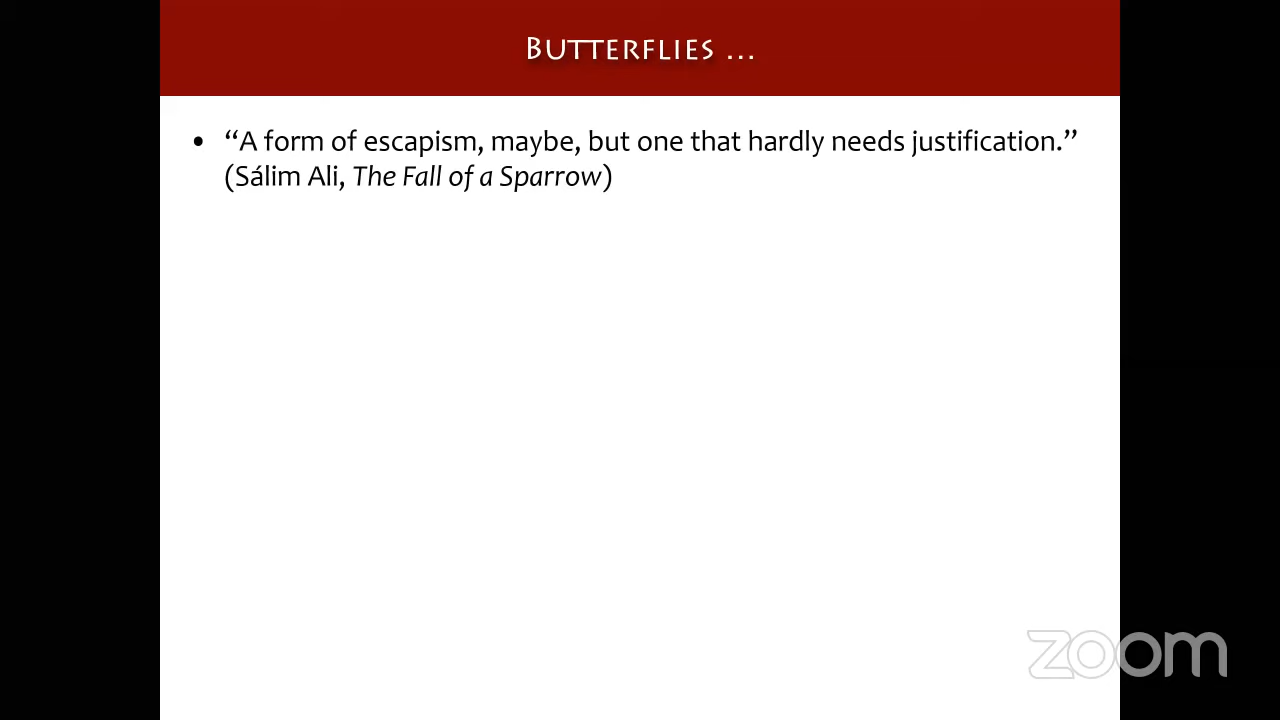 BUTTERFLIES ...
• “A form of escapism, maybe, but one that hardly needs justification.”
(Sálim Ali, The Fall of a Sparrow)
zoom